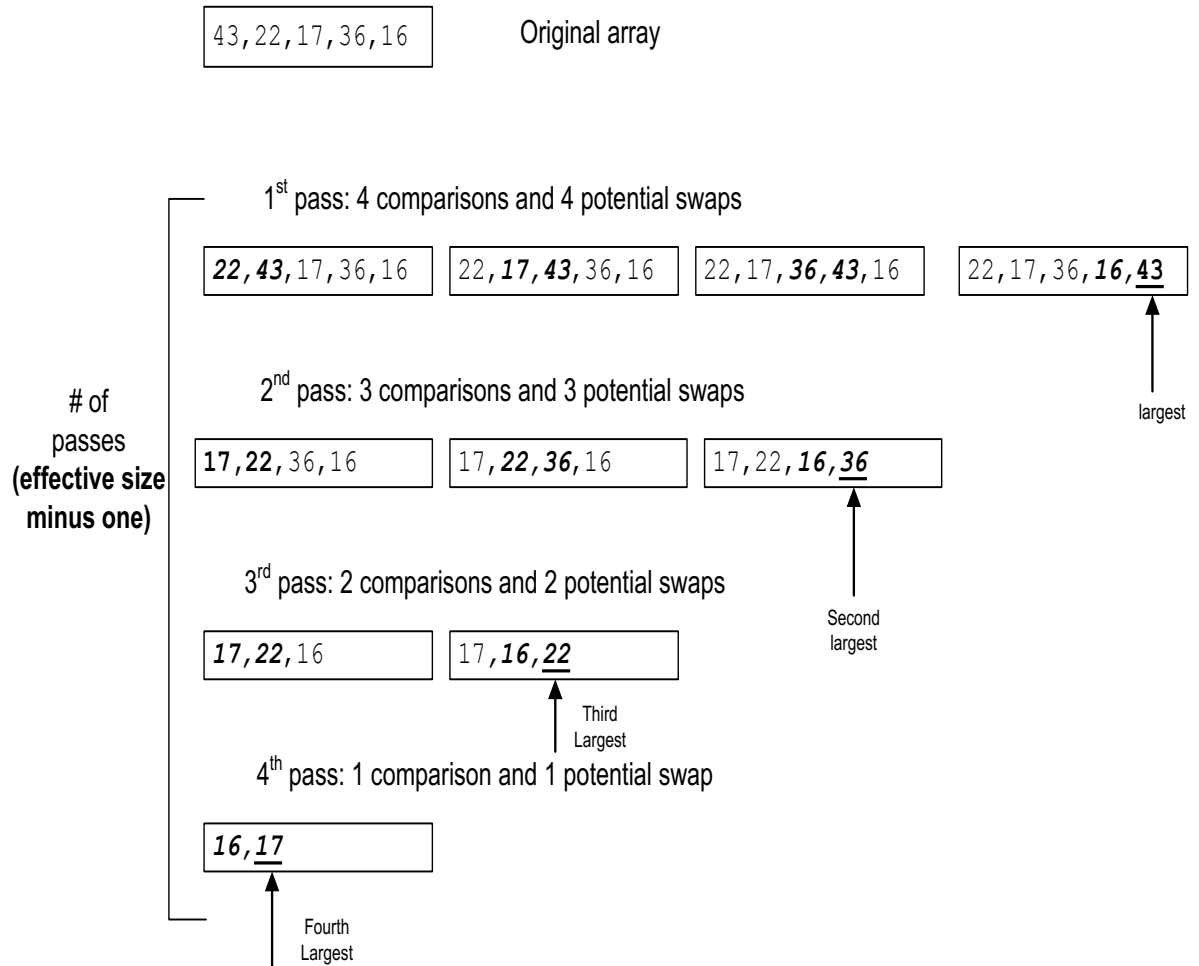 43,22,17,36,16
Original array
1st pass: 4 comparisons and 4 potential swaps
22,43,17,36,16
22,17,43,36,16
22,17,36,43,16
22,17,36,16,43
largest
# of
passes
(effective size
minus one)
2nd pass: 3 comparisons and 3 potential swaps
17,22,36,16
17,22,36,16
17,22,16,36
Second
largest
3rd pass: 2 comparisons and 2 potential swaps
17,22,16
17,16,22
Third
Largest
4th pass: 1 comparison and 1 potential swap
16,17
Fourth
Largest